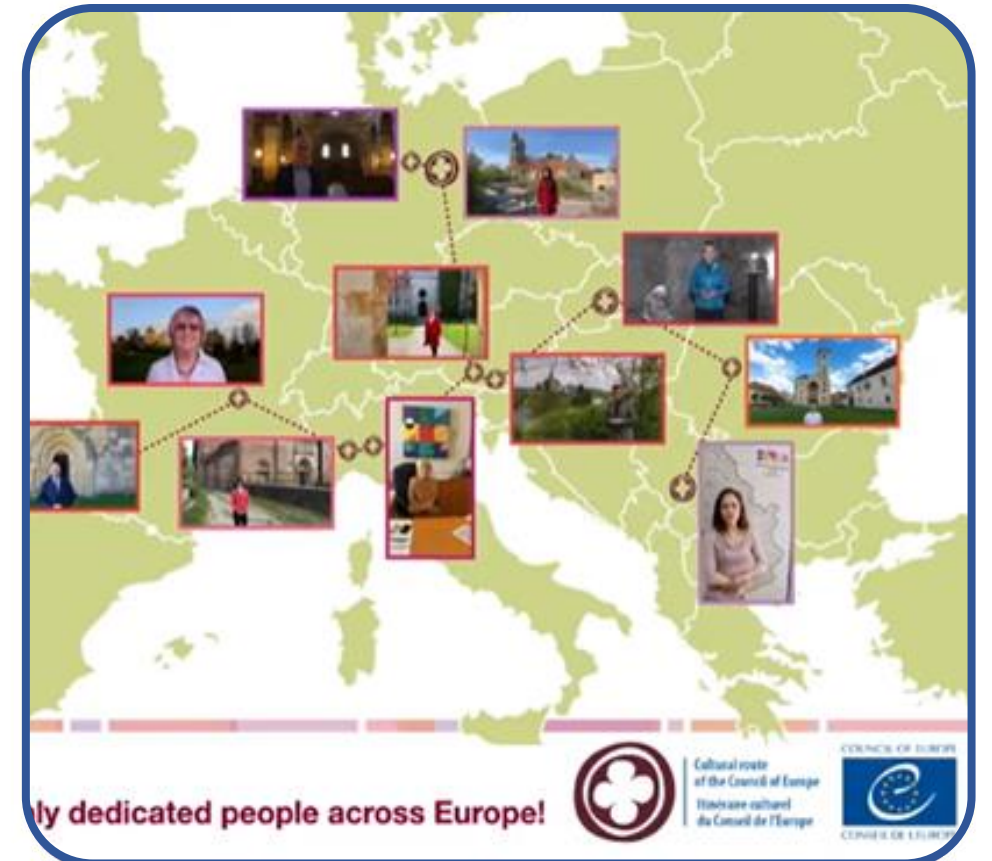 ly dedicated people across Europe!
Cultural route
of the Council of Europe
Itinéraire culturel
du Conseil de l'Europe
COUNCIL OF EUROPE
CONSEIL DE L'EUROPE